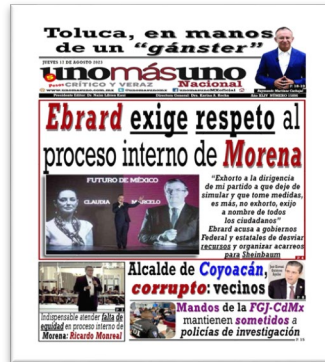 Toluca, en manos
de un “gánster”
JUEVES 17 DE AGOSTO 2023
unomásuno
CRÍTICO Y VERAZ
Nacional
Ebrard exige respeto al
proceso interno de Morena
FUTURO DE MÉXICO
CLAUDIA
MARCELO
“Exhorto a la dirigencia
de mi partido a que deje de
simular y que tome medidas,
es más, no exhorto, exijo
a nombre de todos
los ciudadanos”
Ebrard acusa a gobiernos
Federal y estatales de desviar
recursos y organizar acarreos
para Sheinbaum
Alcalde de Coyoacán,
corrupto: vecinos
Indispensable atender falta de
equidad en proceso interno de
Morena: Ricardo Monreal
Mandos de la FGJ-CdMx
mantienen sometidos a
policías de investigación